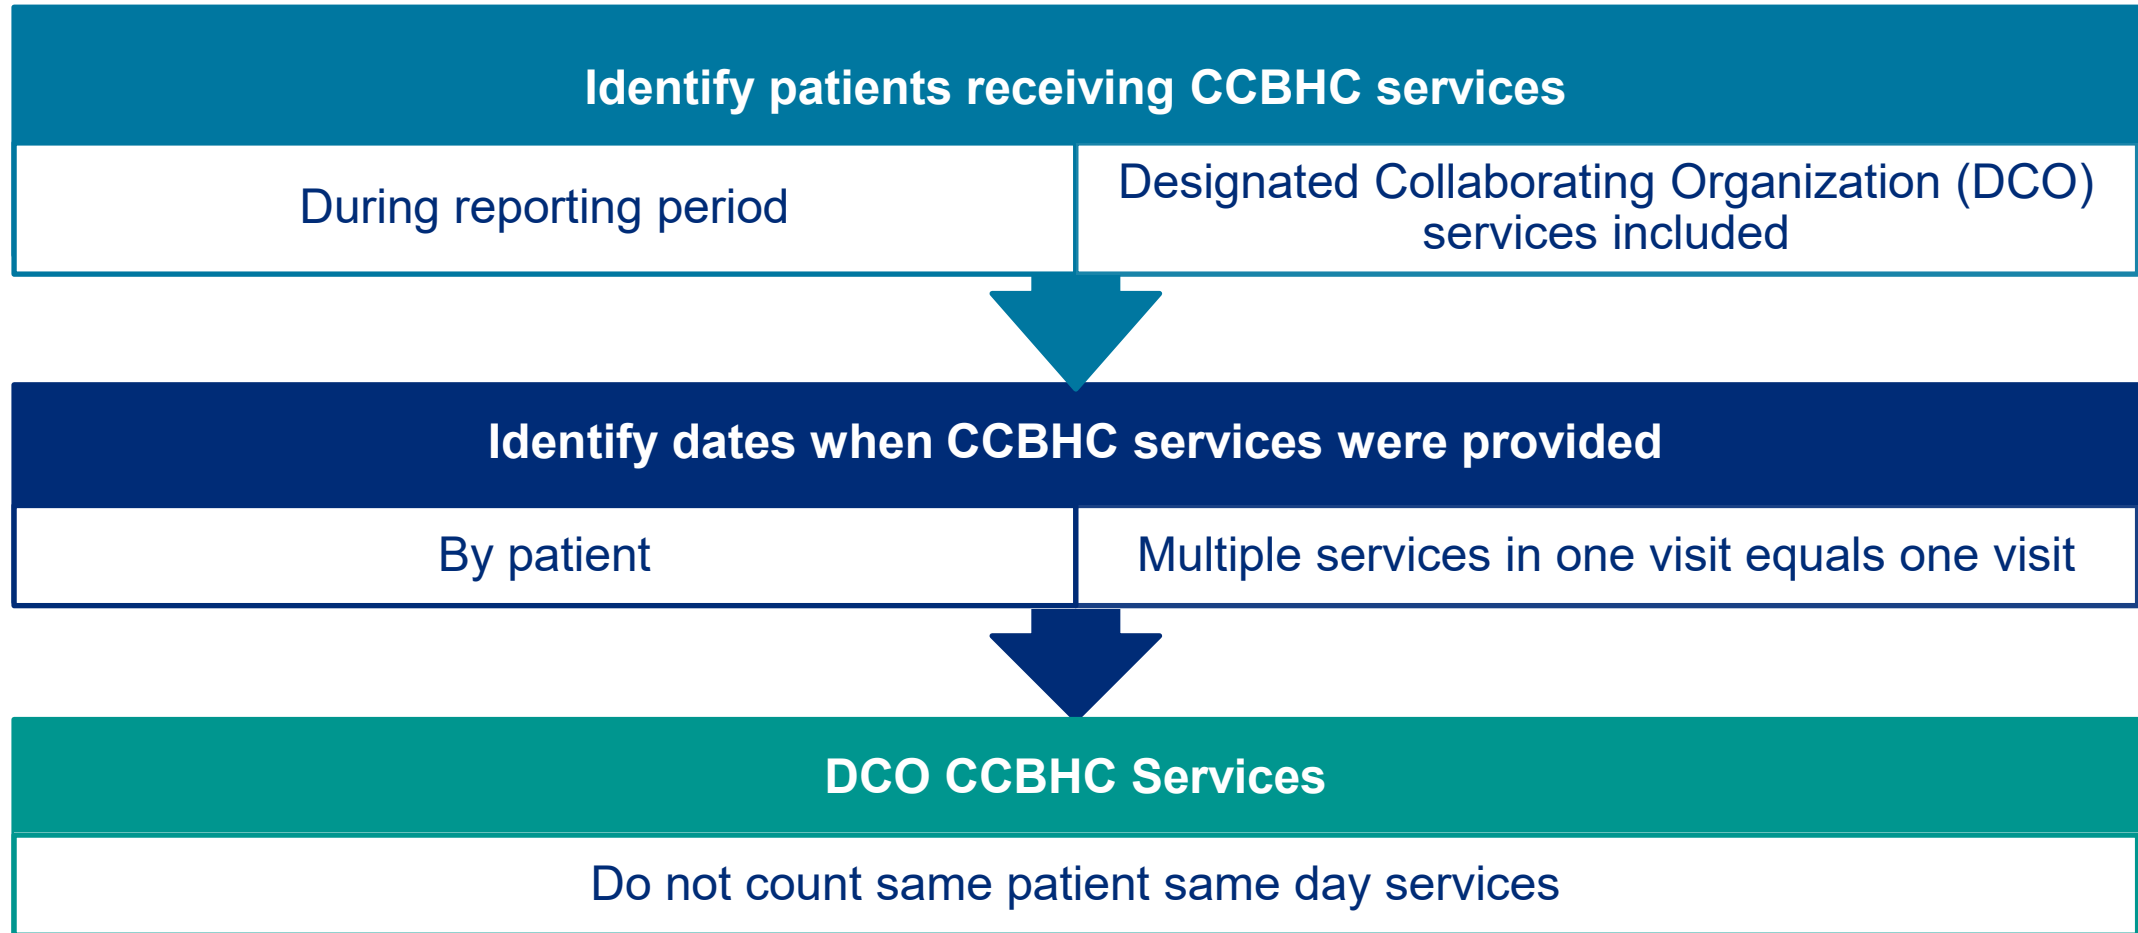 Identify patients receiving CCBHC services
During reporting period
Designated Collaborating Organization (DCO)
services included
Identify dates when CCBHC services were provided
By patient
Multiple services in one visit equals one visit
DCO CCBHC Services
Do not count same patient same day services